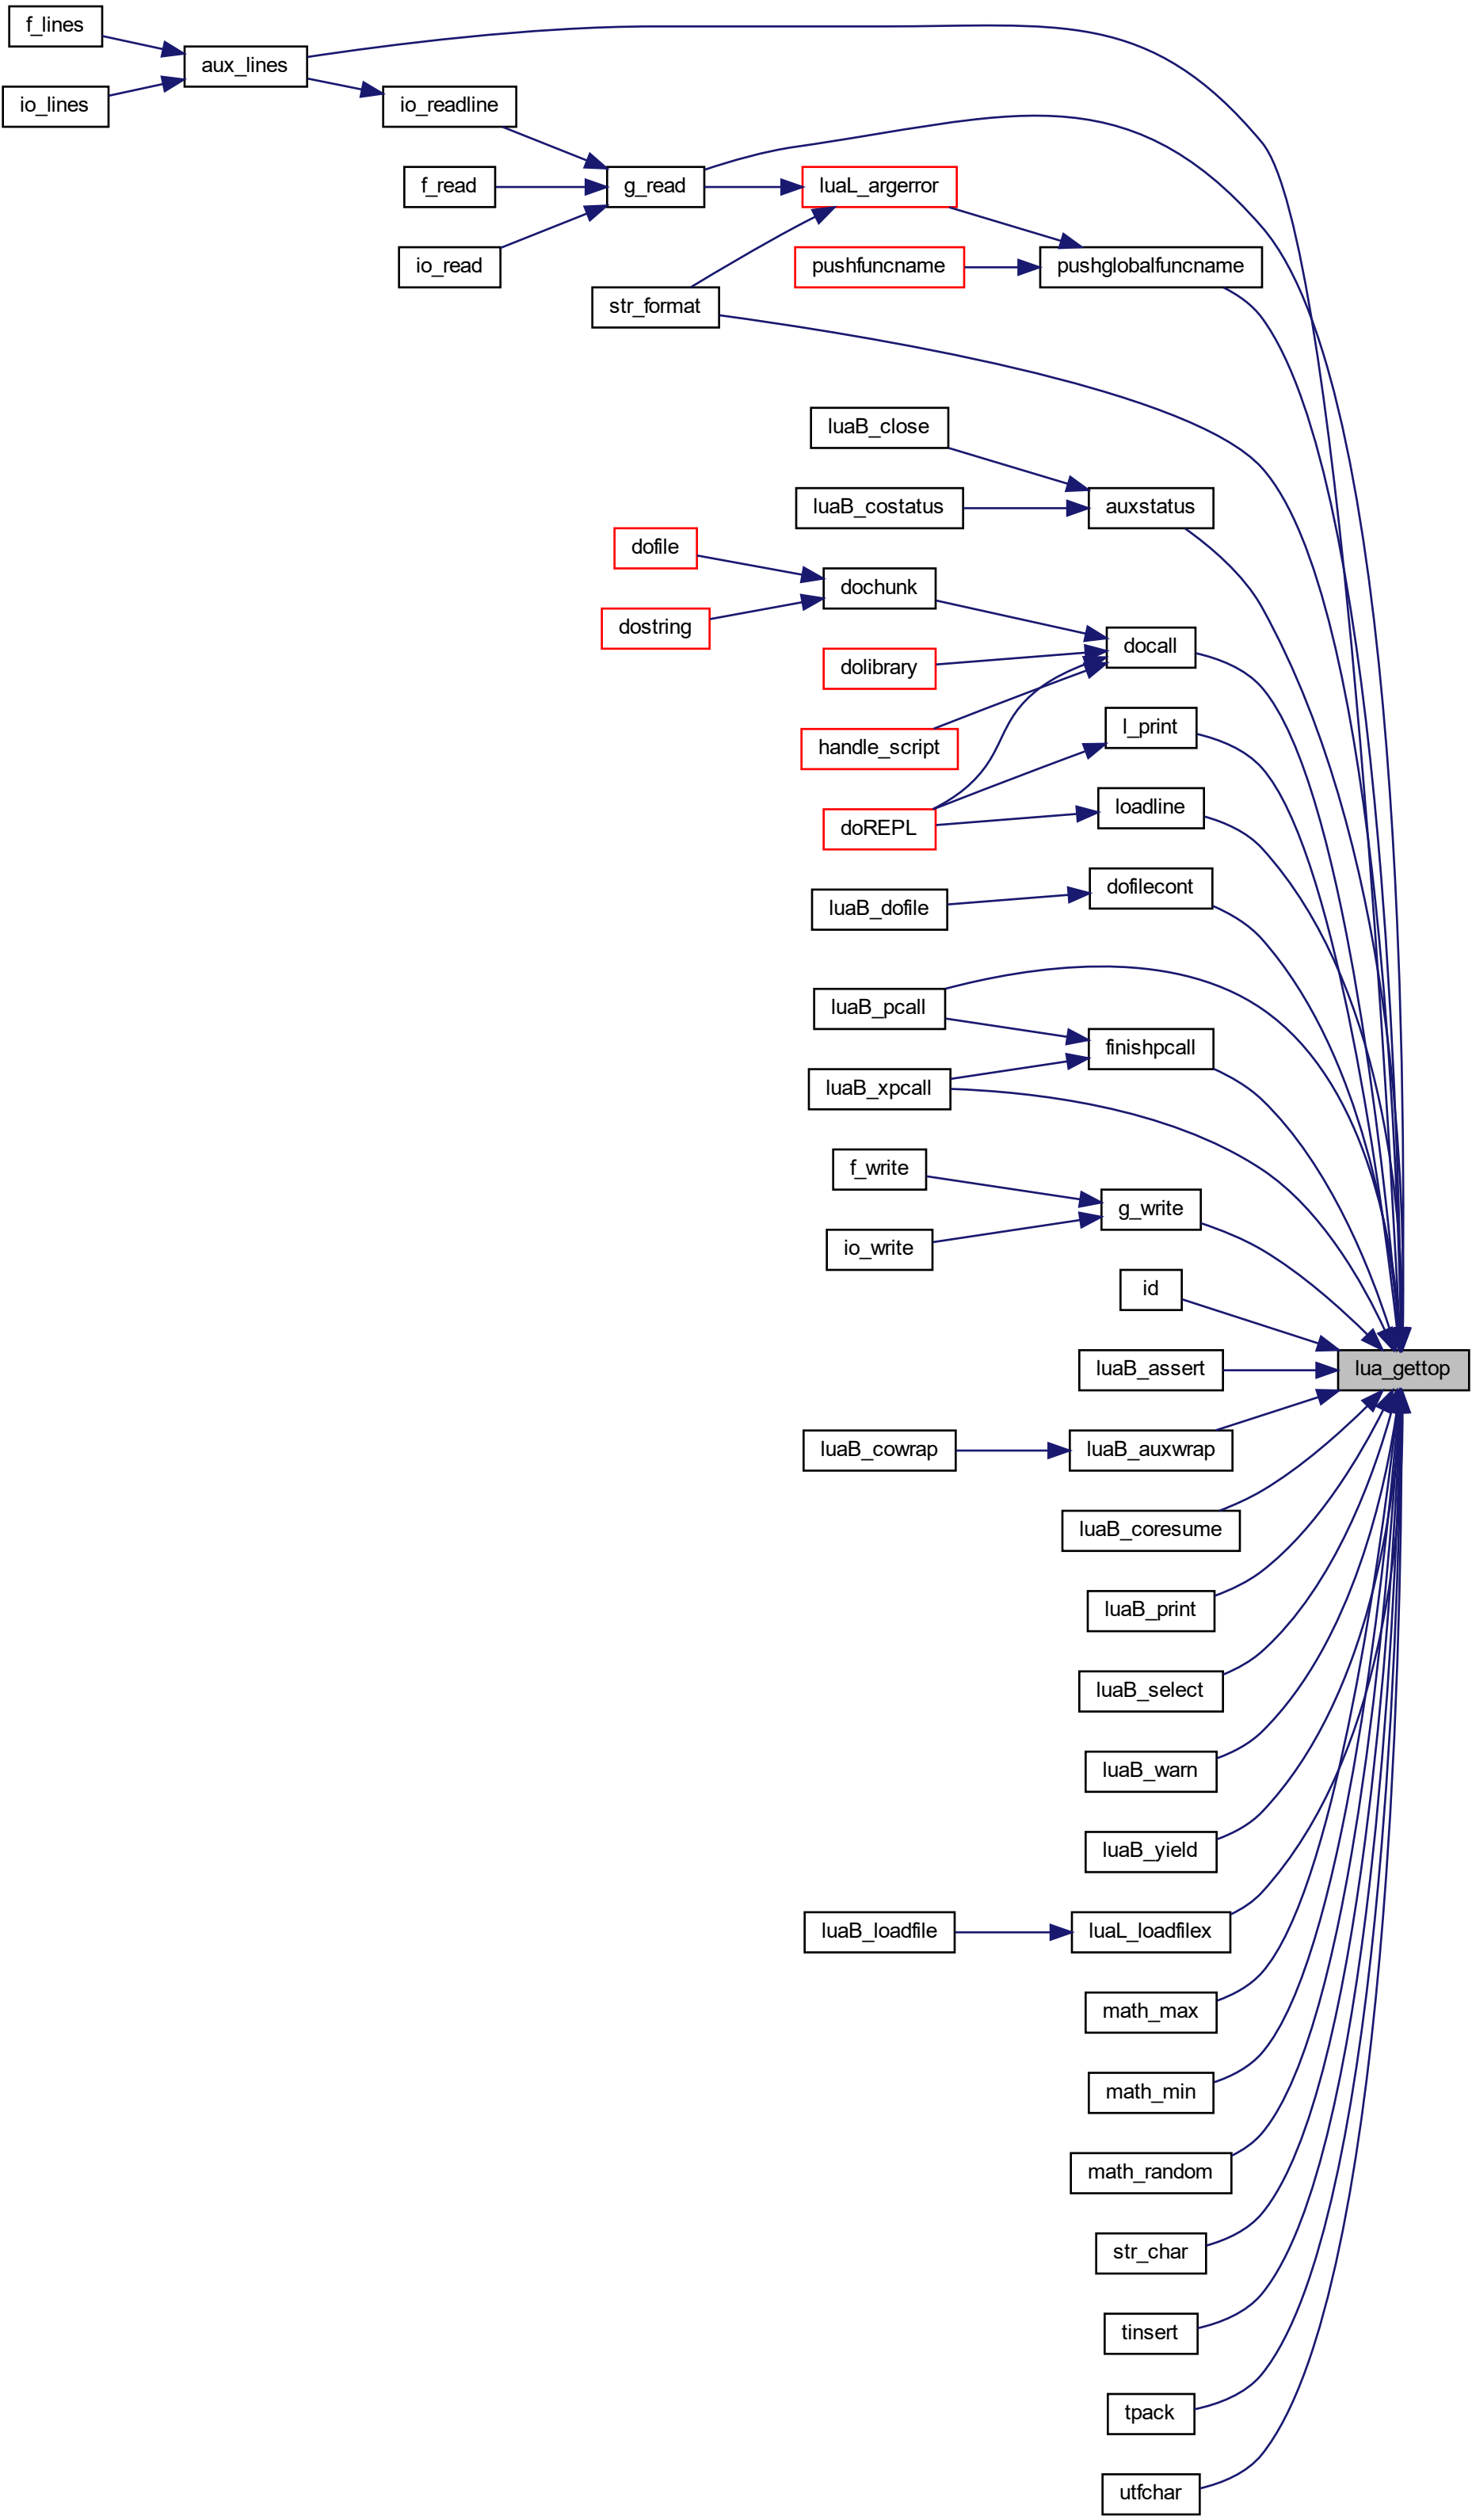 f_lines
aux_lines
io_lines
io_readline
f_read
g_read
luaL_argerror
io_read
pushfuncname
pushglobalfuncname
str_format
luaB_close
luaB_costatus
auxstatus
dofile
dochunk
dostring
docall
dolibrary
l_print
handle_script
loadline
doREPL
dofilecont
luaB_dofile
luaB_pcall
finishpcall
luaB_xpcall
f_write
g_write
io_write
id
lua_gettop
luaB_assert
luaB_cowrap
luaB_auxwrap
luaB_coresume
luaB_print
luaB_select
luaB_warn
luaB_yield
luaB_loadfile
luaL_loadfilex
math_max
math_min
math_random
str_char
tinsert
tpack
utfchar